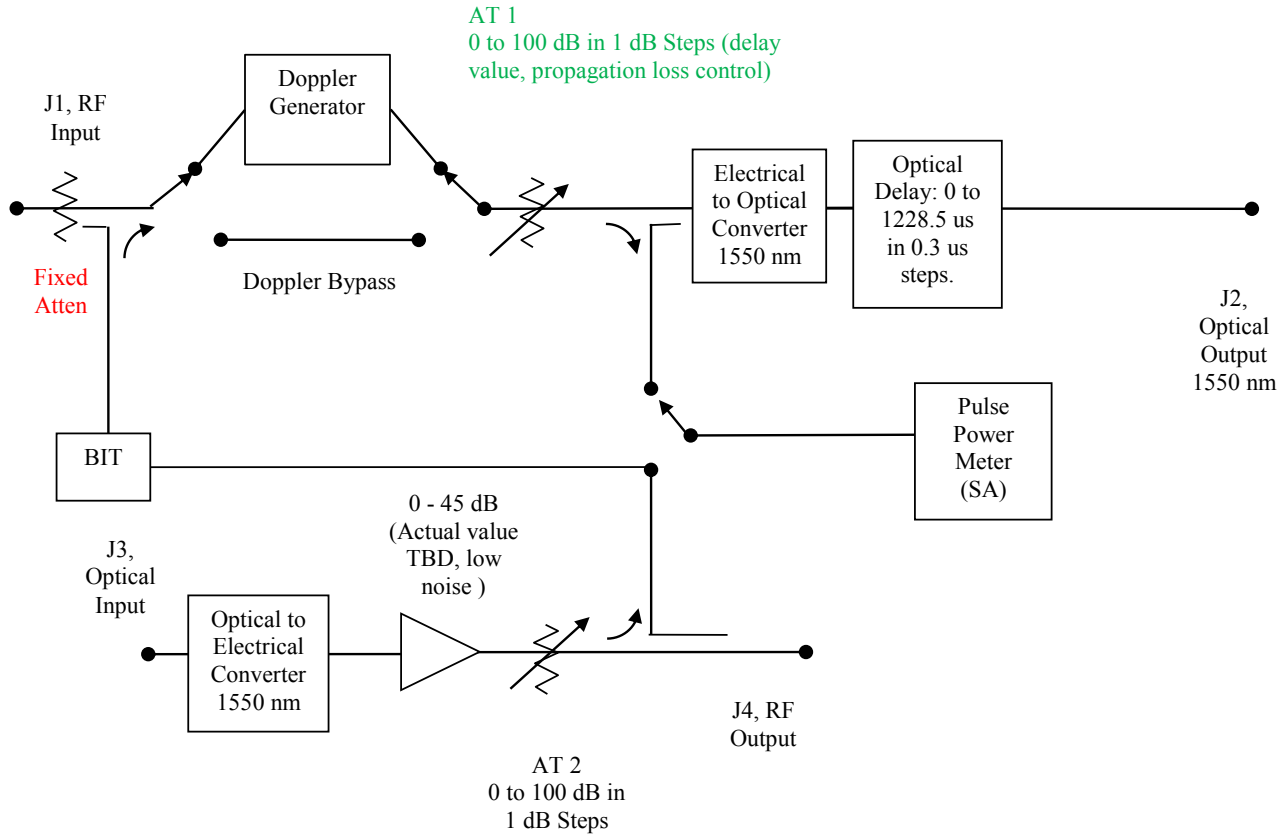 AT 1
0 to 100 dB in 1 dB Steps (delay
value, propagation loss control)
Doppler
Generator
J1, RF
Input
Fixed
Atten
Doppler Bypass
Electrical
to Optical
Converter
1550 nm
Optical
Delay: 0 to
1228.5 us
in 0.3 us
steps.
J2,
Optical
Output
1550 nm
Pulse
Power
Meter
(SA)
BIT
0 - 45 dB
(Actual value
TBD, low
noise )
J3,
Optical
Input
Optical to
Electrical
Converter
1550 nm
J4, RF
Output
AT 2
0 to 100 dB in
1 dB Steps